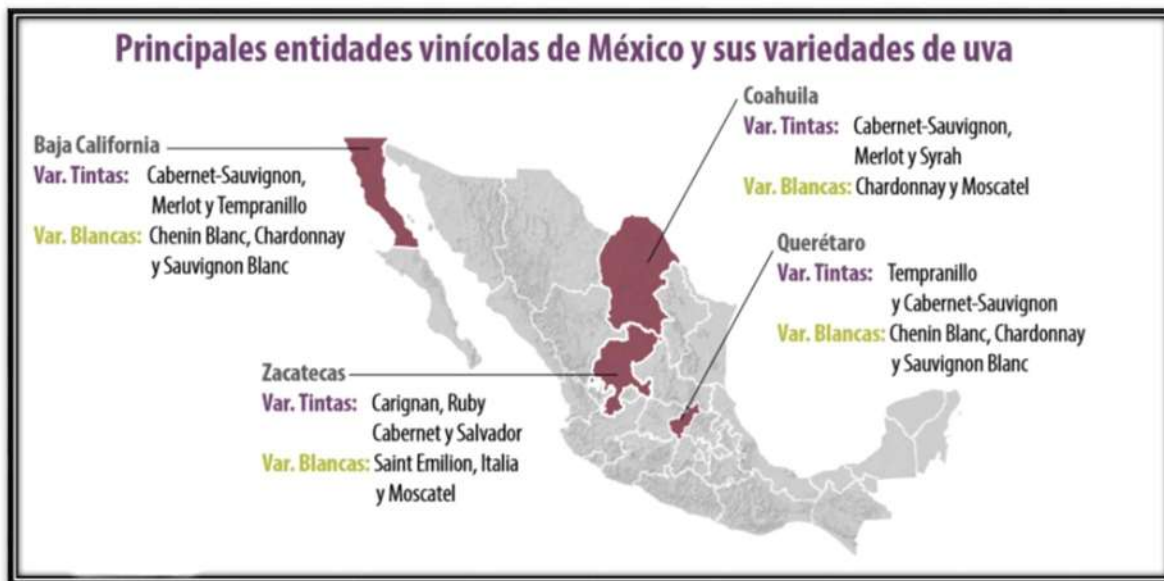 Principales entidades vinícolas de México y sus variedades de uva
Baja California
Var. Tintas: Cabernet-Sauvignon,
Merlot y Tempranillo
Var. Blancas: Chenin Blanc, Chardonnay
y Sauvignon Blanc
Coahuila
Var. Tintas: Cabernet-Sauvignon,
Merlot y Syrah
Var. Blancas: Chardonnay y Moscatel
Querétaro
Var. Tintas: Tempranillo
y Cabernet-Sauvignon
Var. Blancas: Chenin Blanc, Chardonnay
y Sauvignon Blanc
Zacatecas
Var. Tintas: Carignan, Ruby
Cabernet y Salvador
Var. Blancas: Saint Emilion, Italia
y Moscatel